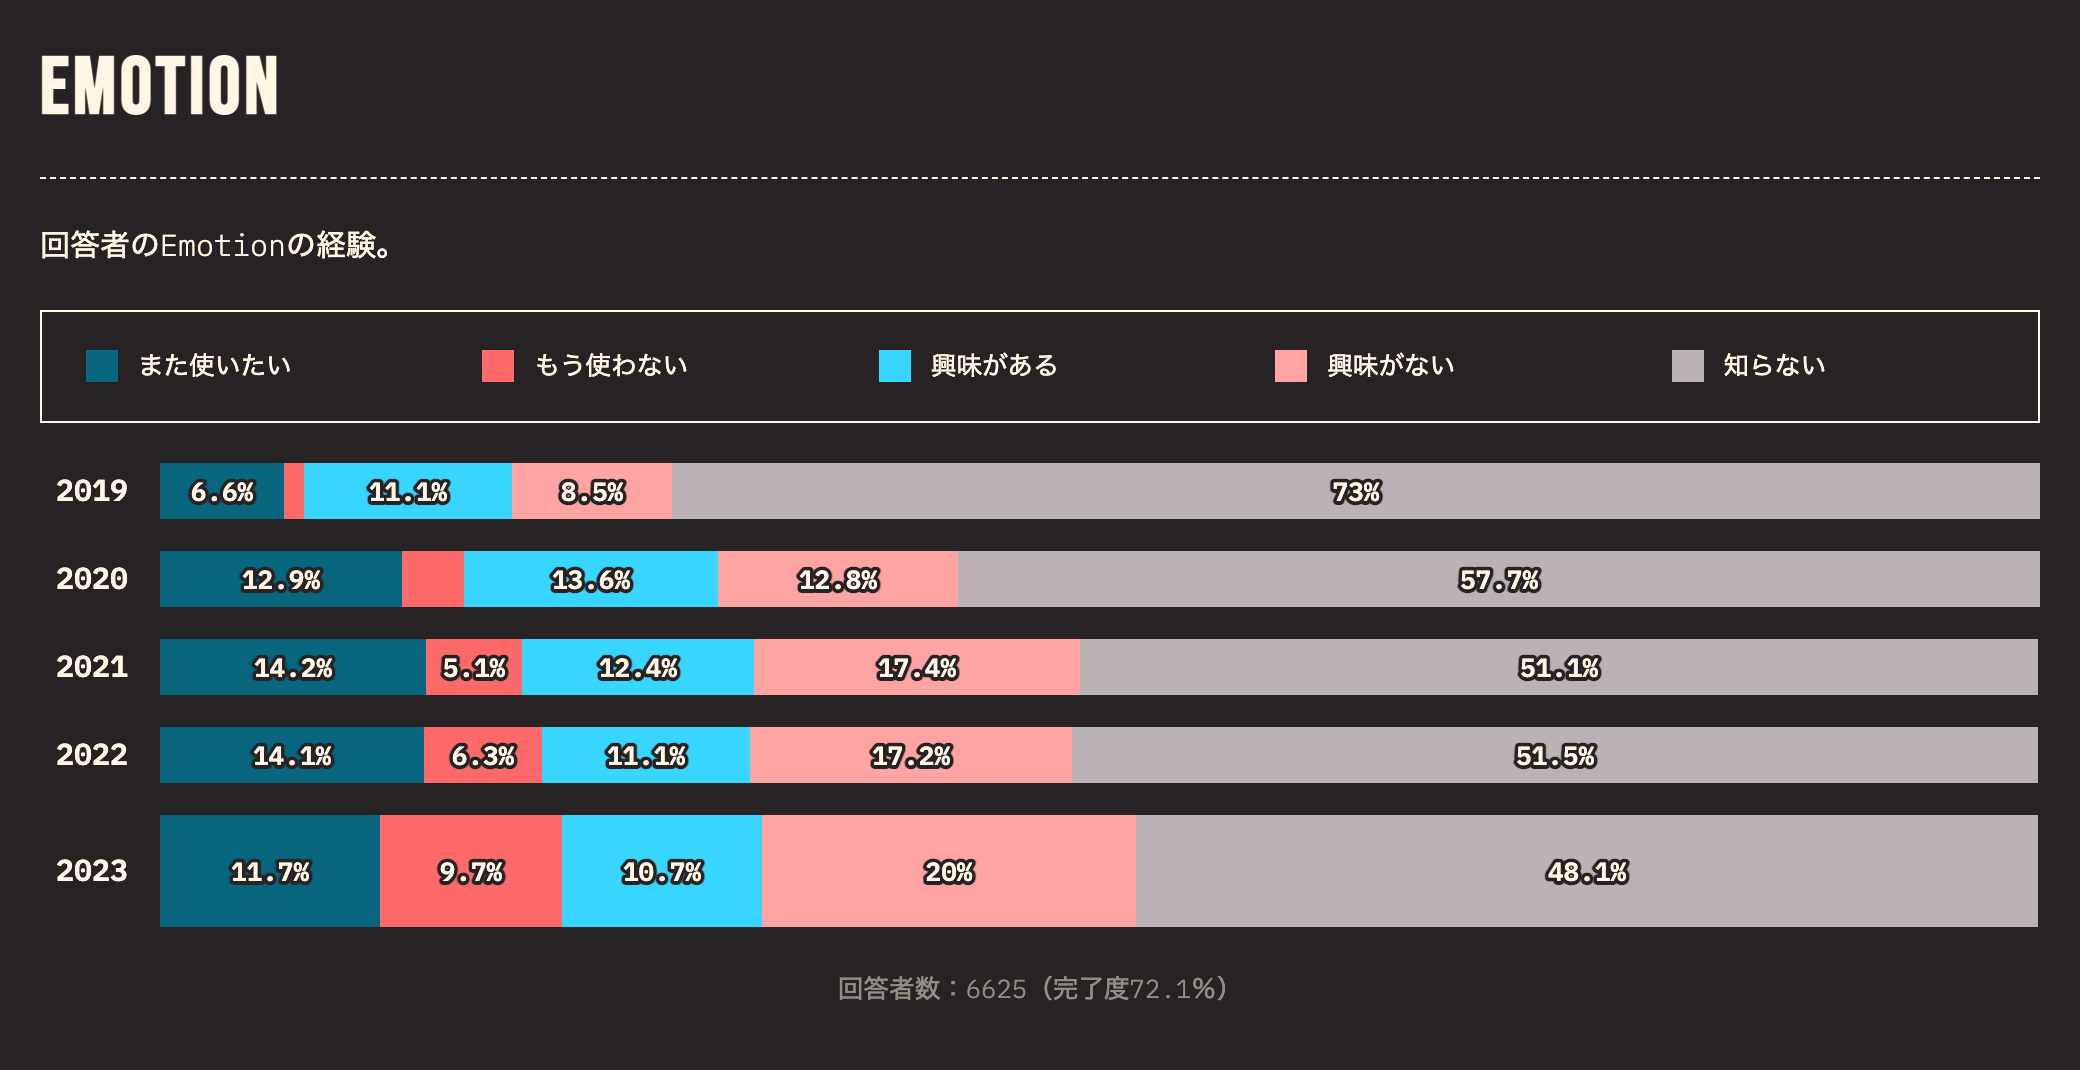 EMOTION
回答者のEmotionの経験。
また使いたい もう使わない 興味がある 興味がない 知らない
2019 6.6% 11.1% 8.5% 73%
2020 12.9% 13.6% 12.8% 57.7%
2021 14.2% 5.1% 12.4% 17.4% 51.1%
2022 14.1% 6.3% 11.1% 17.2% 51.5%
2023 11.7% 9.7% 10.7% 20% 48.1%
回答者数：6625（完了度72.1%）